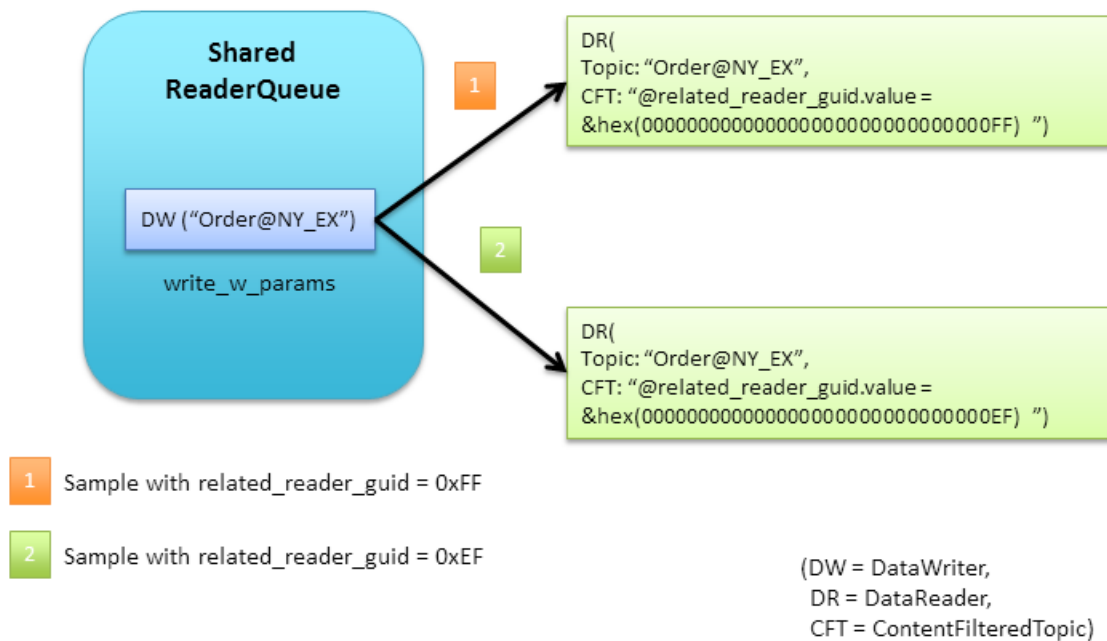 Shared
ReaderQueue
DW (“Order@NY_EX”)
write_w_params
1
DR(
Topic: “Order@NY_EX”,
CFT: “@related_reader_guid.value =
&hex(000000000000000000000000000000FF) ”)
2
DR(
Topic: “Order@NY_EX”,
CFT: “@related_reader_guid.value =
&hex(000000000000000000000000000000EF) ”)
1 Sample with related_reader_guid = 0xFF
2 Sample with related_reader_guid = 0xEF
(DW = DataWriter,
DR = DataReader,
CFT = ContentFilteredTopic)